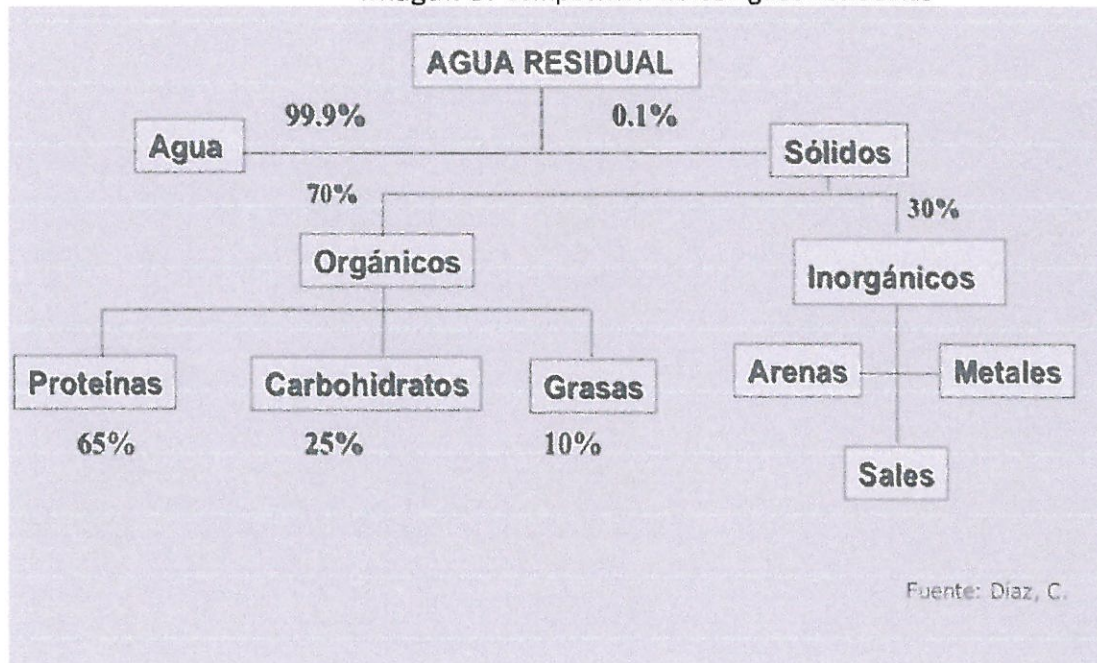 AGUA RESIDUAL
99.9%
0.1%
Agua
Sólidos
70%
30%
Orgánicos
Inorgánicos
Proteínas
Carbohidratos
Grasas
Arenas
Metales
65%
25%
10%
Sales
Fuente: Díaz, C.